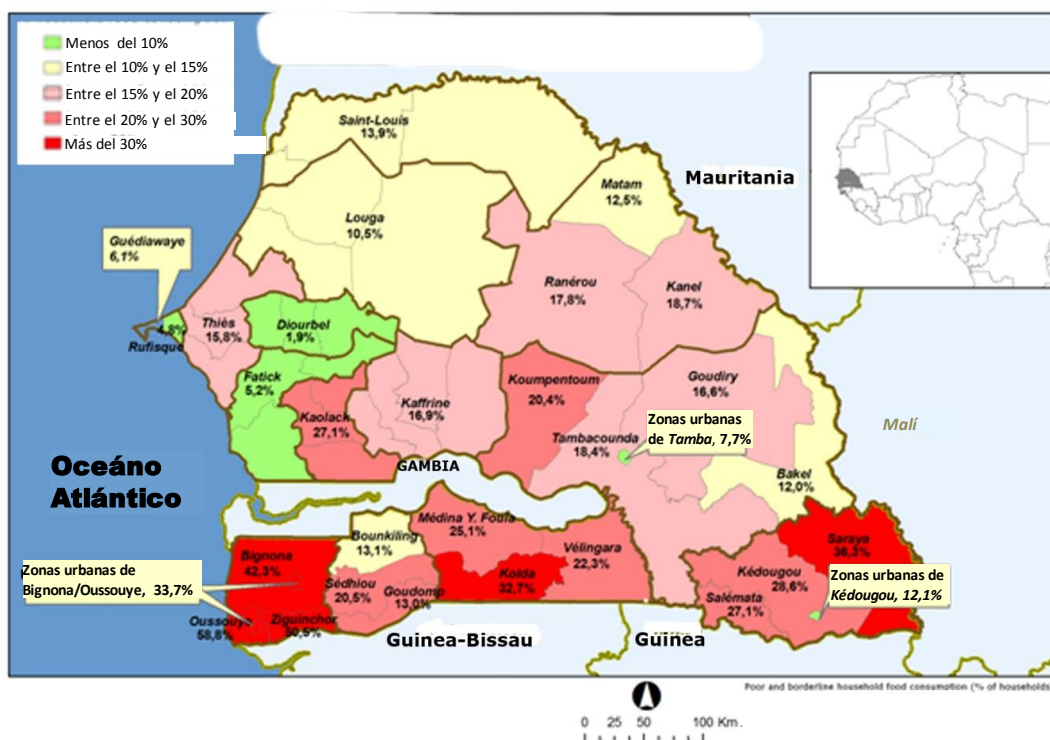 Menos del 10%
Entre el 10% y el 15%
Entre el 15% y el 20%
Entre el 20% y el 30%
Más del 30%
Saint-Louis
13,9%
Mauritania
Matam
12,5%
Louga
10,5%
Guédiawaye
6,1%
Ranérou
17,8%
Kanel
18,7%
4,8%
Rufisque
Thiès
15,8%
Diourbel
1,9%
Fatick
5,2%
Koumpentoum
20,4%
Goudiry
16,6%
Kaolack
27,1%
Kaffrine
16,9%
Zonas urbanas
de Tamba, 7,7%
Malí
Tambacounda
18,4%
GAMBIA
Oceáno
Atlántico
Bakel
12,0%
Médina Y. Foula
25,1%
Bounkiling
13,1%
Saraya
36,3%
Vélingara
22,3%
Bignona
42,3%
Zonas urbanas de
Bignona/Oussouye, 33,7%
Kolda
32,7%
Sédhiou
20,5%
Goudomp
13,0%
Kédougou
28,6%
Zonas urbanas de
Kédougou, 12,1%
Salémata
27,1%
Oussouye
58,8%
Ziguinchor
50,5%
Guinea-Bissau
Guinea
Poor and borderline household food consumption (% of households
0 25 50 100 Km.